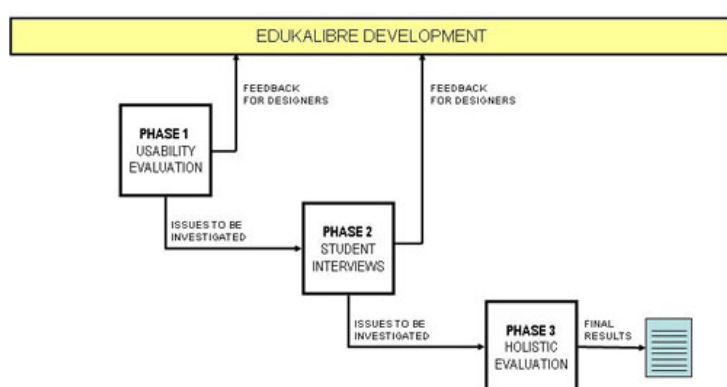 EDUKALIBRE DEVELOPMENT
FEEDBACK
FOR DESIGNERS
FEEDBACK
FOR DESIGNERS
PHASE 1
USABILITY
EVALUATION
ISSUES TO BE
INVESTIGATED
PHASE 2
STUDENT
INTERVIEWS
ISSUES TO BE
INVESTIGATED
PHASE 3
HOLISTIC
EVALUATION
FINAL
RESULTS